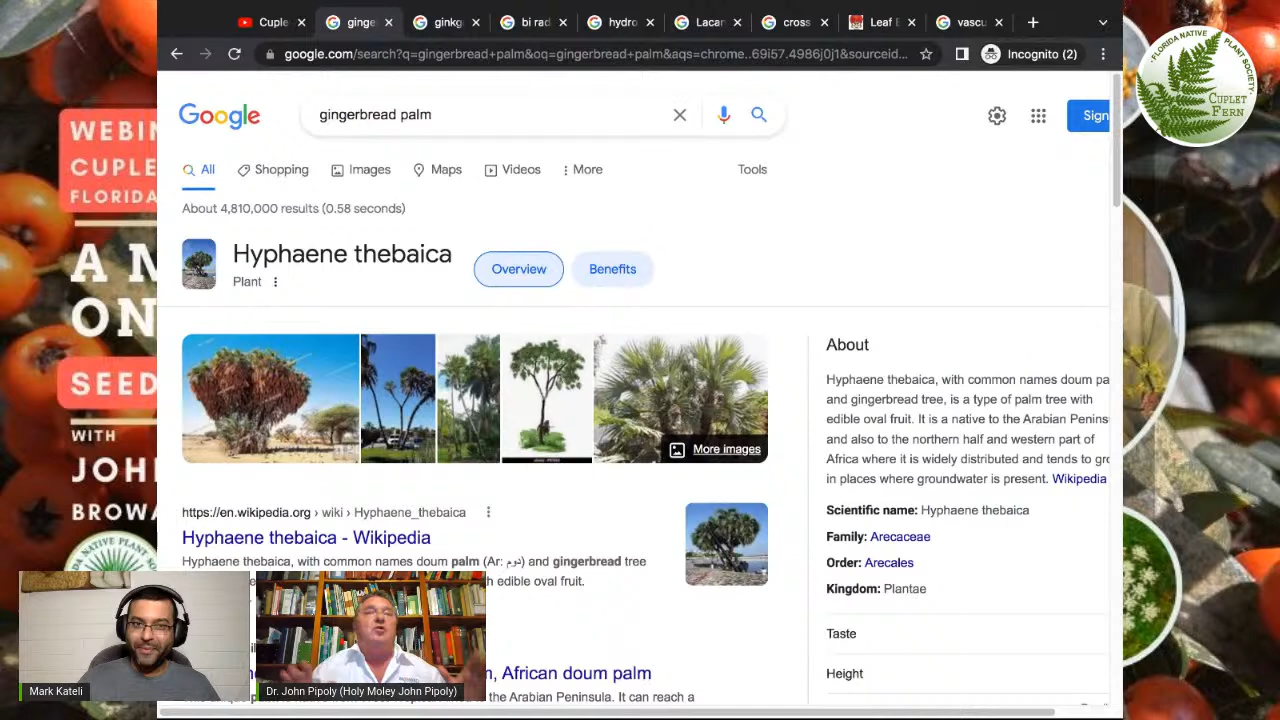 Cuple
ginge
ginkg
bi rad
hydro
Lacan
cross
Leaf E
vascu
google.com/search?q=gingerbread+palm&oq=gingerbread+palm&aqs=chrome..69i57.4986j0j1&sourceid...
Incognito (2)
FLORIDA NATIVE PLANT SOCIETY
CUPLET
FERN
WEBIN
CUPLE
FLORIDA
A M
ON
SEED
WITH
JOH
BROWA
NATIVE PLANT
Google
gingerbread palm
Sign
All
Shopping
Images
Maps
Videos
More
Tools
About 4,810,000 results (0.58 seconds)
Hyphaene thebaica
Plant
Overview
Benefits
More images
About
Hyphaene thebaica, with common names doum pa
and gingerbread tree, is a type of palm tree with
edible oval fruit. It is a native to the Arabian Penins
and also to the northern half and western part of
Africa where it is widely distributed and tends to gro
in places where groundwater is present. Wikipedia
Scientific name: Hyphaene thebaica
Family: Arecaceae
Order: Arecales
Kingdom: Plantae
Taste
Height
https://en.wikipedia.org › wiki › Hyphaene_thebaica
Hyphaene thebaica - Wikipedia
Hyphaene thebaica, with common names doum palm (Ar: دوم) and gingerbread tree
h edible oval fruit.
, African doum palm
s the Arabian Peninsula. It can reach a
Mark Kateli
Dr. John Pipoly (Holy Moley John Pipoly)